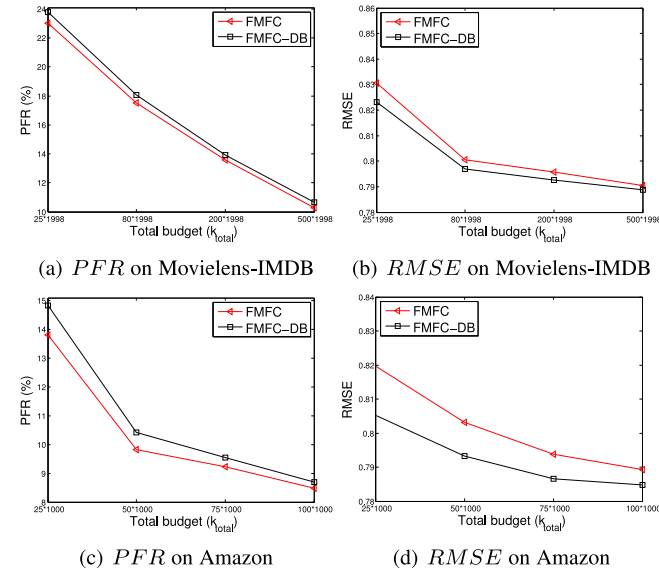 24
22
20
18
16
14
12
10
PFR (%)
FMFC
FMFC-DB
25*1998 80*1998 200*1998 500*1998
Total budget (k_total)
(a) PFR on Movielens-IMDB
0.86
0.85
0.84
0.83
0.82
0.81
0.8
0.79
0.78
RMSE
FMFC
FMFC-DB
25*1998 80*1998 200*1998 500*1998
Total budget (k_total)
(b) RMSE on Movielens-IMDB
15
14
13
12
11
10
9
8
PFR (%)
FMFC
FMFC-DB
25*1000 50*1000 75*1000 100*1000
Total budget (k_total)
(c) PFR on Amazon
0.84
0.83
0.82
0.81
0.8
0.79
0.78
RMSE
FMFC
FMFC-DB
25*1000 50*1000 75*1000 100*1000
Total budget (k_total)
(d) RMSE on Amazon